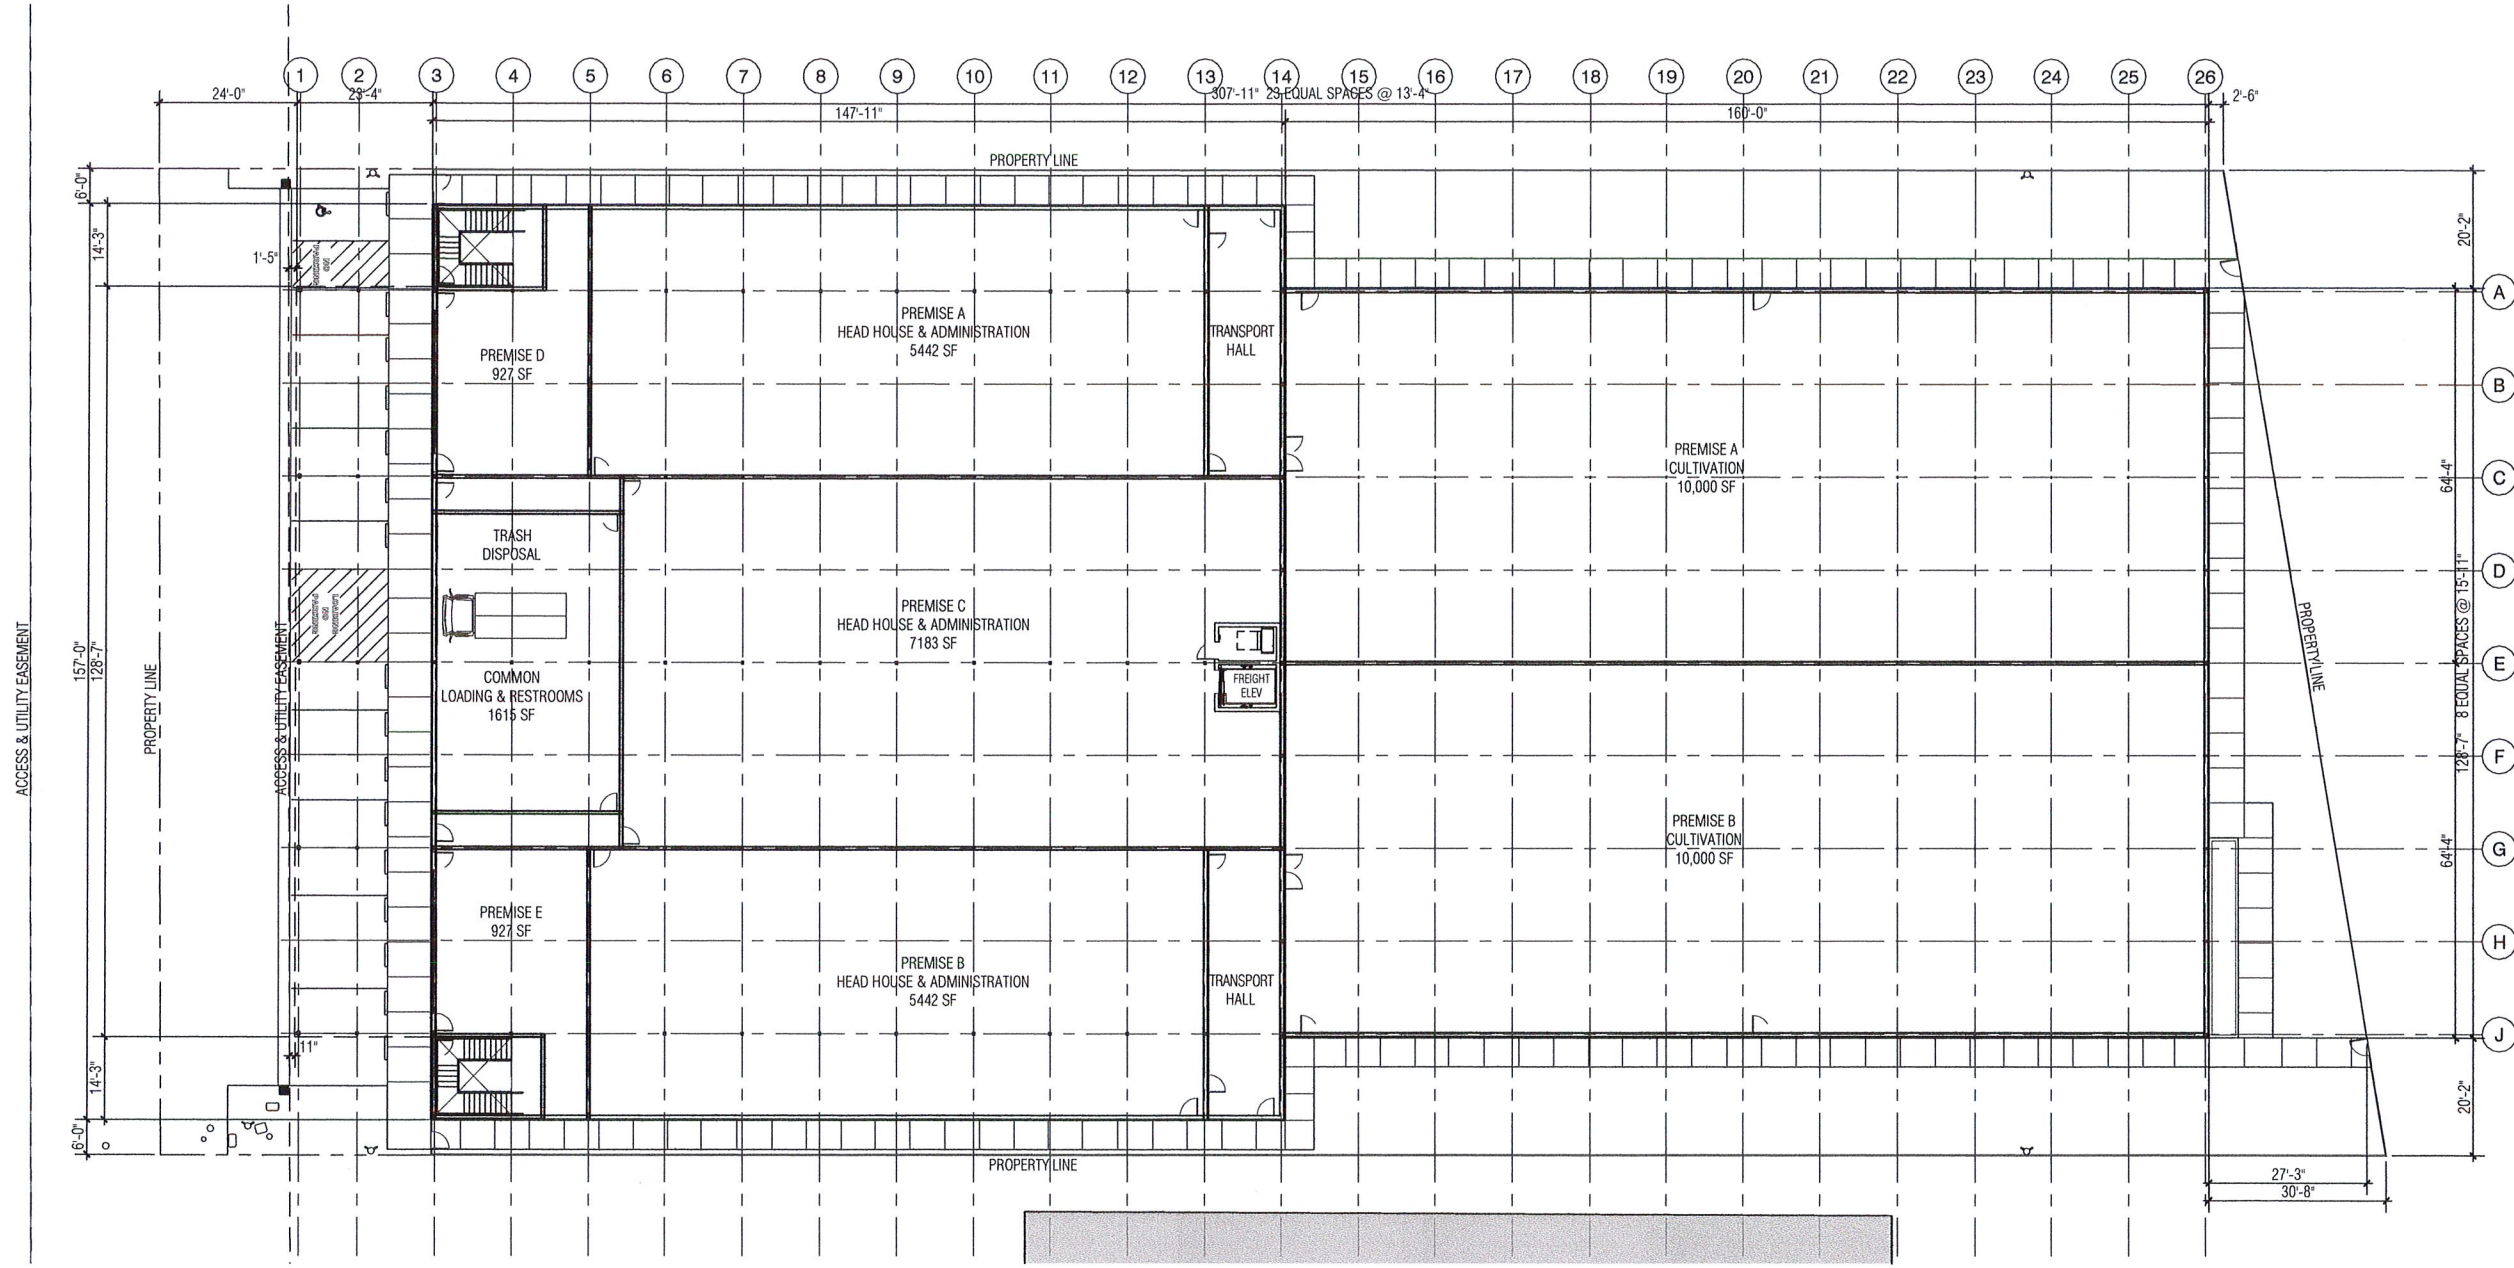 1 2 3 4 5 6 7 8 9 10 11 12 13 14 15 16 17 18 19 20 21 22 23 24 25 26
24'-0" 23'-4" 307'-11" 23 EQUAL SPACES @ 13'-4" 2'-6"
147'-11" 160'-0"
PROPERTY LINE
6'-0"
14'-3"
1'-5"
NO
PARKING
20'-2"
A
PREMISE A
HEAD HOUSE & ADMINISTRATION
5442 SF
TRANSPORT
HALL
PREMISE D
927 SF
B
PREMISE A
CULTIVATION
10,000 SF
64'-4"
C
TRASH
DISPOSAL
D
LOADING
NO
PARKING
PREMISE C
HEAD HOUSE & ADMINISTRATION
7183 SF
ACCESS & UTILITY EASEMENT
157'-0"
128'-7"
PROPERTY LINE
ACCESS & UTILITY EASEMENT
COMMON
LOADING & RESTROOMS
1615 SF
FREIGHT
ELEV
E
PROPERTY LINE
128'-7" 8 EQUAL SPACES @ 15'-11"
F
PREMISE B
CULTIVATION
10,000 SF
64'-4"
G
PREMISE E
927 SF
H
PREMISE B
HEAD HOUSE & ADMINISTRATION
5442 SF
TRANSPORT
HALL
J
11"
14'-3"
6'-0"
20'-2"
PROPERTY LINE
27'-3"
30'-8"